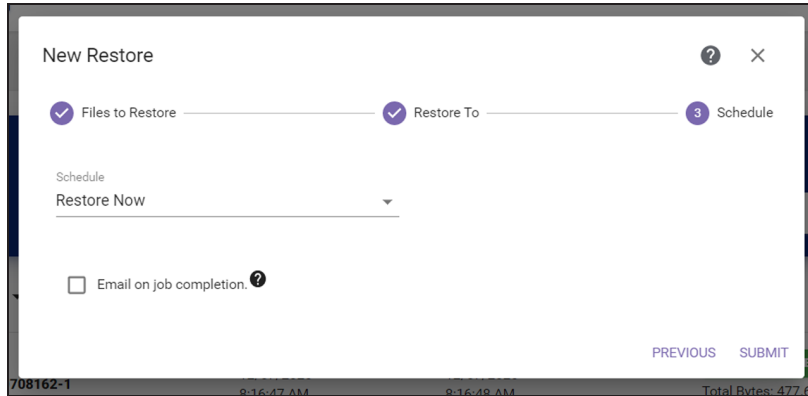 New Restore
Files to Restore
Restore To
3 Schedule
Schedule
Restore Now
Email on job completion.
PREVIOUS SUBMIT
708162-1
8:16:47 AM
8:16:48 AM
Total Bytes: 477.6